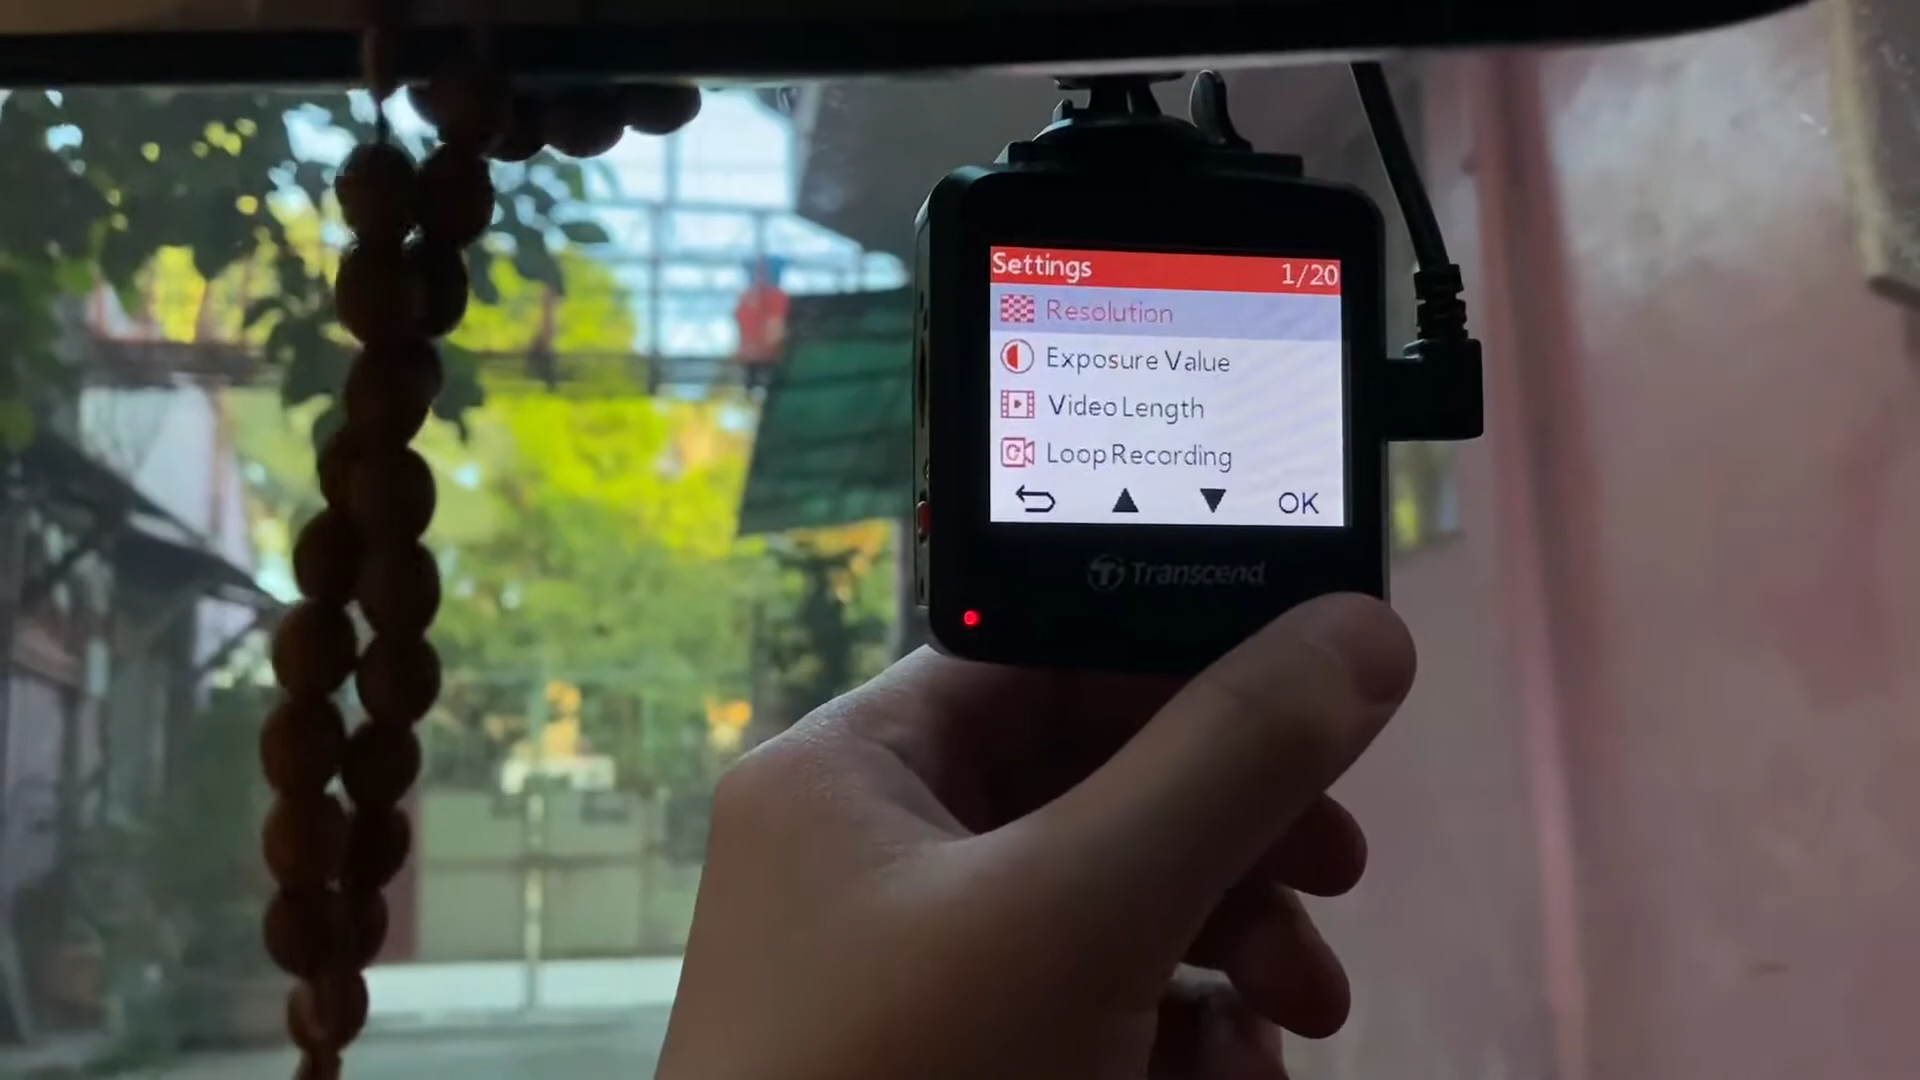 Settings 1/20
Resolution
Exposure Value
Video Length
Loop Recording
OK
Transcend